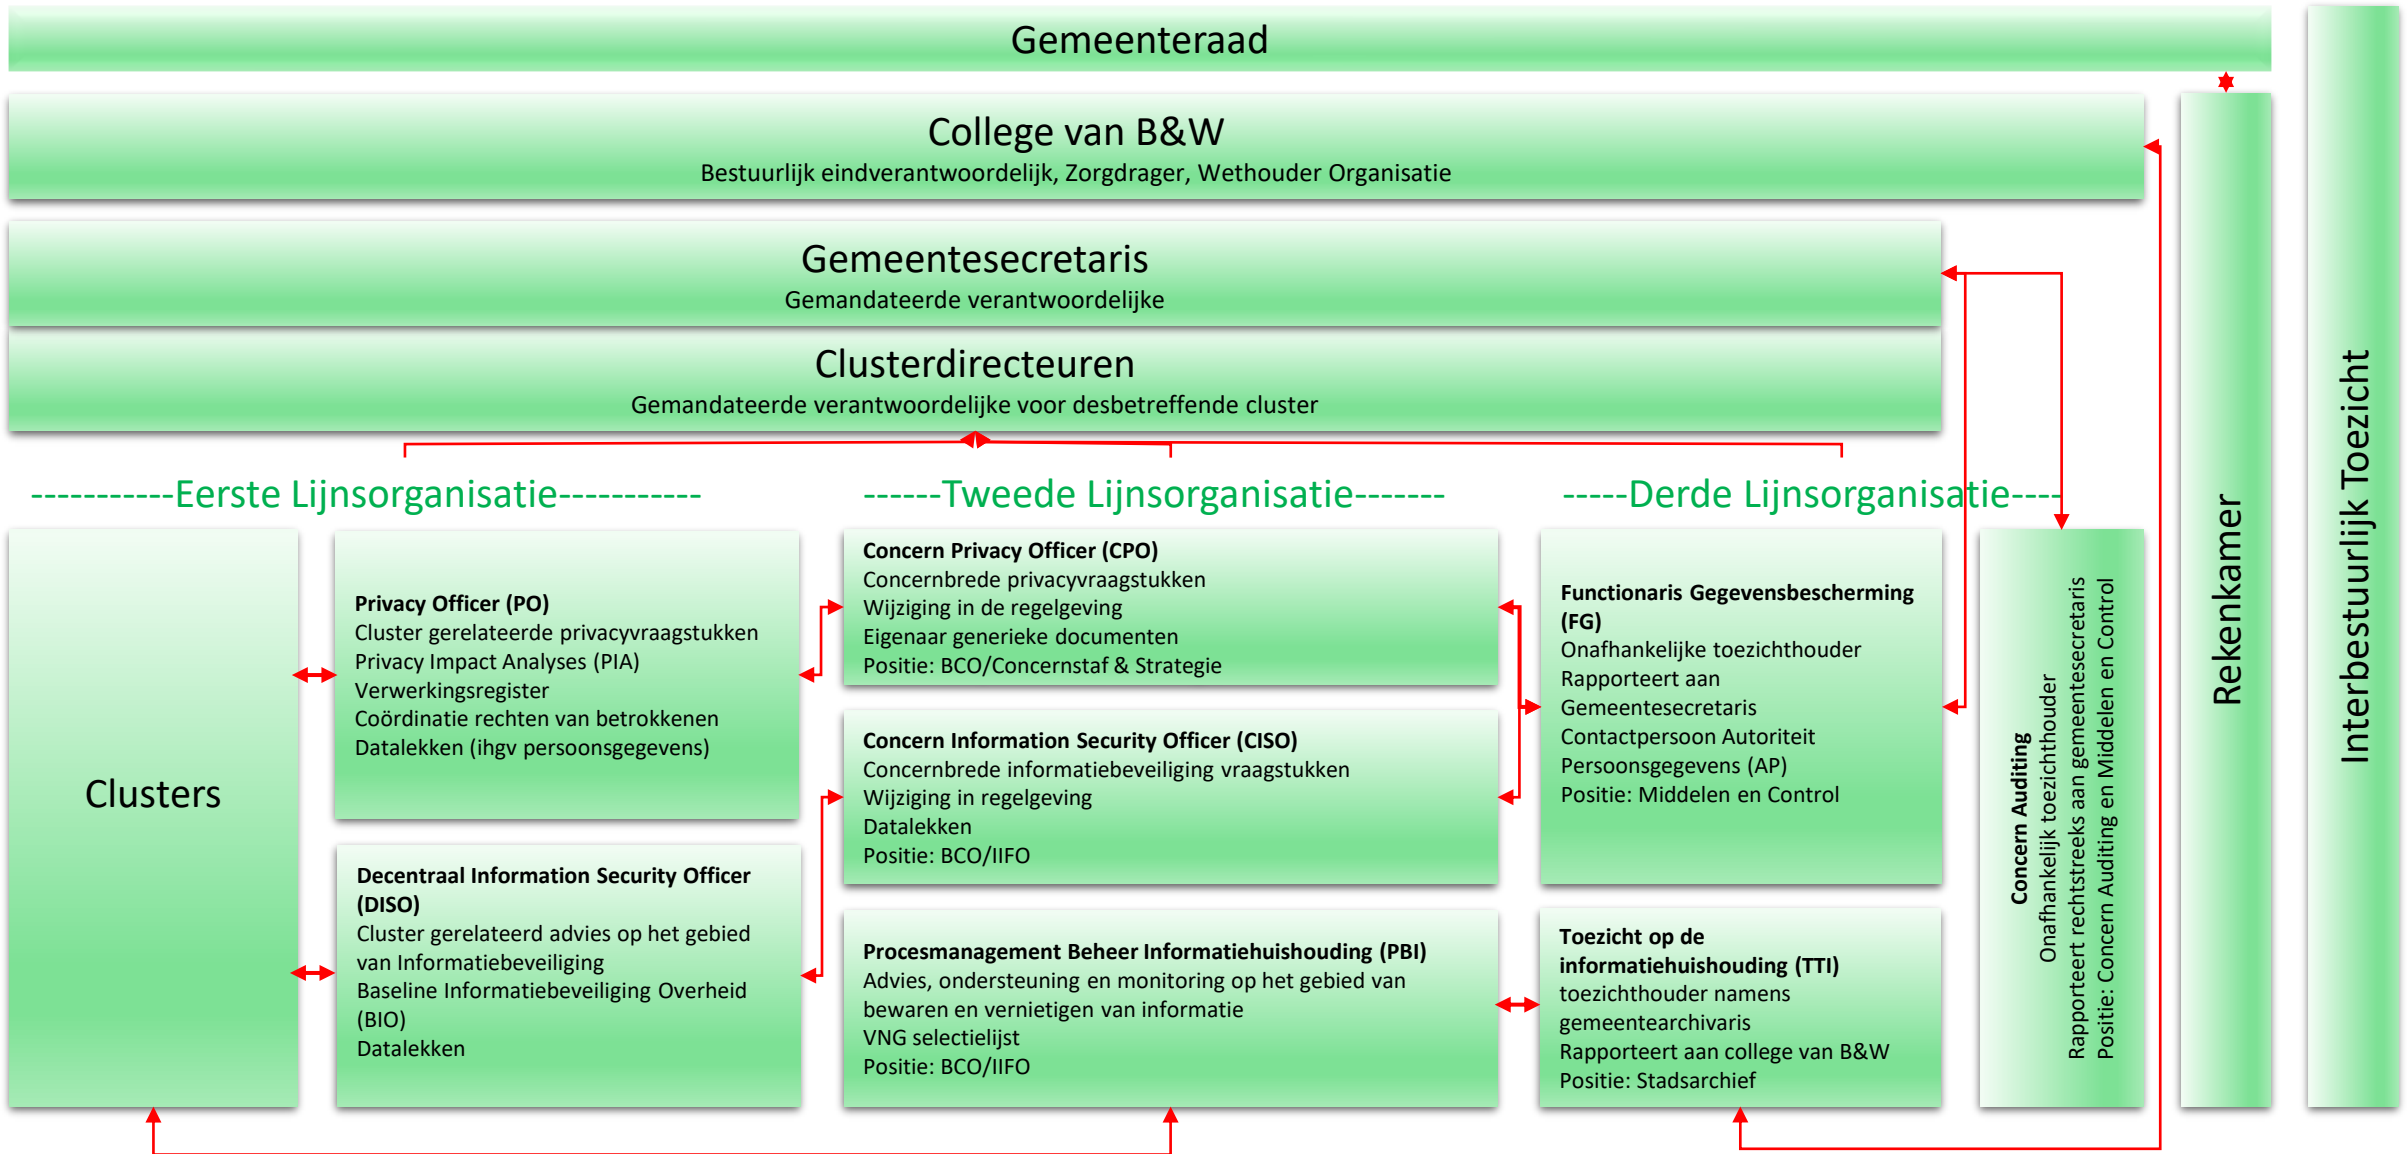 Gemeenteraad
College van B&W
Bestuurlijk eindverantwoordelijk, Zorgdrager, Wethouder Organisatie
Gemeentesecretaris
Gemandateerde verantwoordelijke
Clusterdirecteuren
Gemandateerde verantwoordelijke voor desbetreffende cluster
-----------Eerste Lijnsorganisatie-----------
------Tweede Lijnsorganisatie-------
-----Derde Lijnsorganisatie----
Clusters
Privacy Officer (PO)
Cluster gerelateerde privacyvraagstukken
Privacy Impact Analyses (PIA)
Verwerkingsregister
Coördinatie rechten van betrokkenen
Datalekken (ihgv persoonsgegevens)
Decentraal Information Security Officer
(DISO)
Cluster gerelateerd advies op het gebied
van Informatiebeveiliging
Baseline Informatiebeveiliging Overheid
(BIO)
Datalekken
Concern Privacy Officer (CPO)
Concernbrede privacyvraagstukken
Wijziging in de regelgeving
Eigenaar generieke documenten
Positie: BCO/Concernstaf & Strategie
Concern Information Security Officer (CISO)
Concernbrede informatiebeveiliging vraagstukken
Wijziging in regelgeving
Datalekken
Positie: BCO/IIFO
Procesmanagement Beheer Informatiehuishouding (PBI)
Advies, ondersteuning en monitoring op het gebied van
bewaren en vernietigen van informatie
VNG selectielijst
Positie: BCO/IIFO
Functionaris Gegevensbescherming
(FG)
Onafhankelijke toezichthouder
Rapporteert aan
Gemeentesecretaris
Contactpersoon Autoriteit
Persoonsgegevens (AP)
Positie: Middelen en Control
Toezicht op de
informatiehuishouding (TTI)
toezichthouder namens
gemeentearchivaris
Rapporteert aan college van B&W
Positie: Stadsarchief
Concern Auditing
Onafhankelijk toezichthouder
Rapporteert rechtstreeks aan gemeentesecretaris
Positie: Concern Auditing en Middelen en Control
Rekenkamer
Interbestuurlijk Toezicht